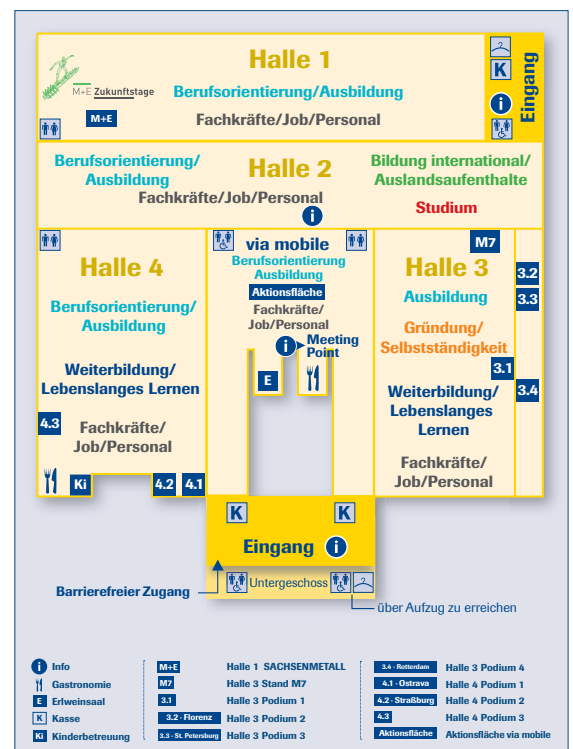 Halle 1
M+E Zukunftstage
Berufsorientierung/Ausbildung
M+E
Fachkräfte/Job/Personal
K
i
Eingang
Berufsorientierung/
Ausbildung
Halle 2
Fachkräfte/Job/Personal
i
Bildung international/
Auslandsaufenthalte
Studium
Halle 4
Berufsorientierung/
Ausbildung
Weiterbildung/
Lebenslanges Lernen
4.3
Fachkräfte/
Job/Personal
Ki
4.2
4.1
via mobile
Berufsorientierung
Ausbildung
Aktionsfläche
Fachkräfte/
Job/Personal
i
Meeting
Point
E
M7
Halle 3
3.2
3.3
Ausbildung
Gründung/
Selbstständigkeit
3.1
3.4
Weiterbildung/
Lebenslanges
Lernen
Fachkräfte/
Job/Personal
K
K
Eingang i
Barrierefreier Zugang
Untergeschoss
über Aufzug zu erreichen
i Info
Gastronomie
E Erlweinsaal
K Kasse
Ki Kinderbetreuung
M+E Halle 1 SACHSENMETALL
M7 Halle 3 Stand M7
3.1 Halle 3 Podium 1
3.2 · Florenz Halle 3 Podium 2
3.3 · St. Petersburg Halle 3 Podium 3
3.4 · Rotterdam Halle 3 Podium 4
4.1 · Ostrava Halle 4 Podium 1
4.2 · Straßburg Halle 4 Podium 2
4.3 Halle 4 Podium 3
Aktionsfläche Aktionsfläche via mobile